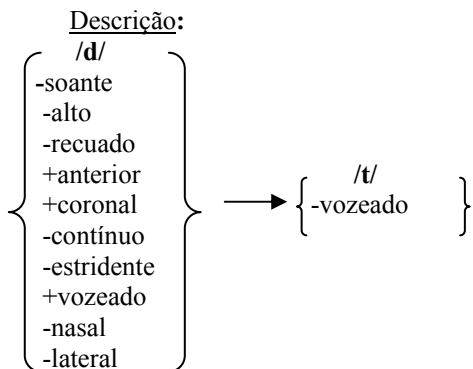 Descrição:
/d/
-soante
-alto
-recuado
+anterior
+coronal
-contínuo
-estridente
+vozeado
-nasal
-lateral
/t/
-vozeado